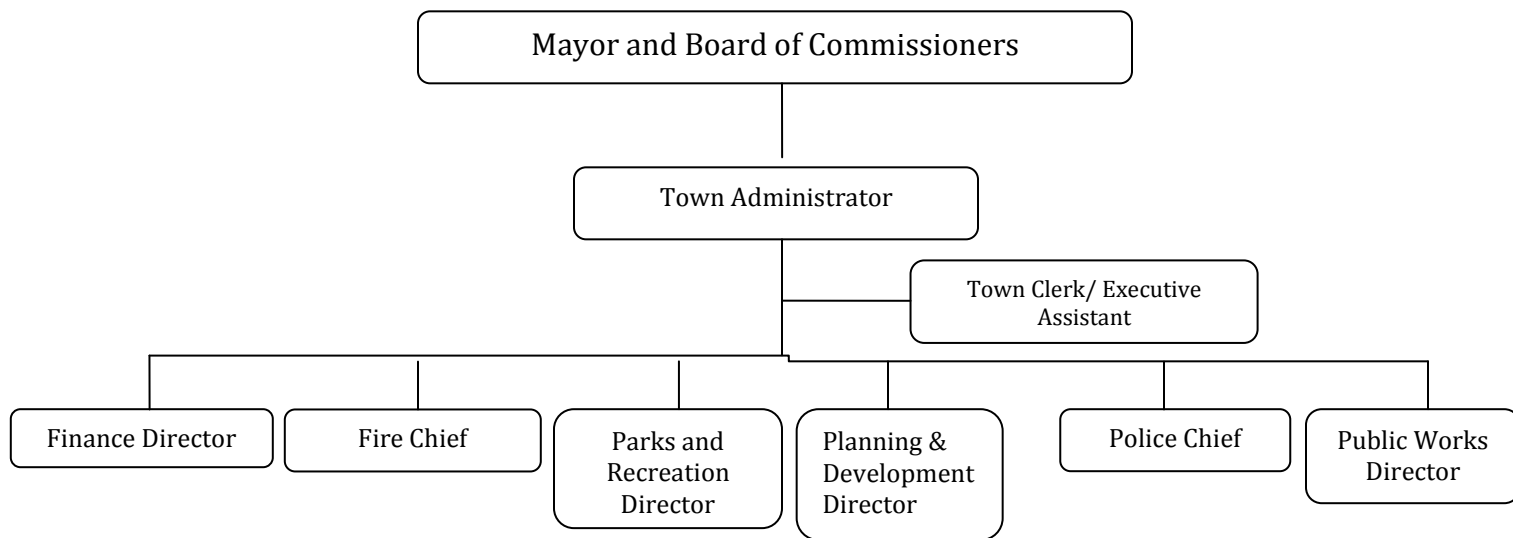 Mayor and Board of Commissioners
Town Administrator
Town Clerk/ Executive
Assistant
Finance Director
Fire Chief
Parks and
Recreation
Director
Planning &
Development
Director
Police Chief
Public Works
Director